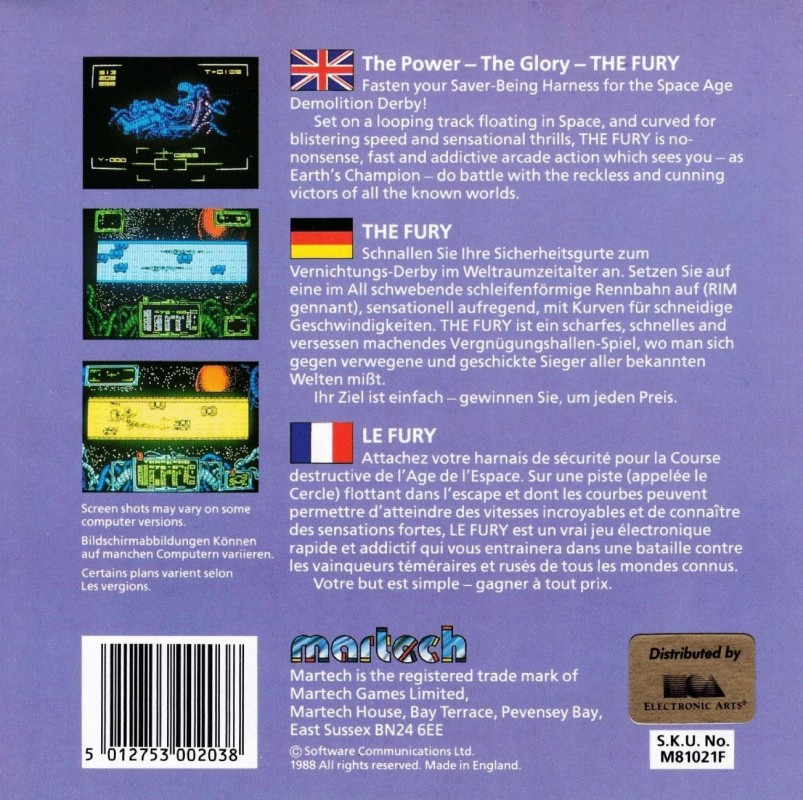 The Power – The Glory – THE FURY
Fasten your Saver-Being Harness for the Space Age
Demolition Derby!
Set on a looping track floating in Space, and curved for
blistering speed and sensational thrills, THE FURY is no-
nonsense, fast and addictive arcade action which sees you – as
Earth's Champion – do battle with the reckless and cunning
victors of all the known worlds.
THE FURY
Schnallen Sie Ihre Sicherheitsgurte zum
Vernichtungs-Derby im Weltraumzeitalter an. Setzen Sie auf
eine im All schwebende schleifenförmige Rennbahn auf (RIM
gennant), sensationell aufregend, mit Kurven für schneidige
Geschwindigkeiten. THE FURY ist ein scharfes, schnelles and
versessen machendes Vergnügungshallen-Spiel, wo man sich
gegen verwegene und geschickte Sieger aller bekannten
Welten mißt.
Ihr Ziel ist einfach – gewinnen Sie, um jeden Preis.
LE FURY
Attachez votre harnais de sécurité pour la Course
destructive de l'Age de l'Espace. Sur une piste (appelée le
Cercle) flottant dans l'escape et dont les courbes peuvent
permettre d'atteindre des vitesses incroyables et de connaître
des sensations fortes, LE FURY est un vrai jeu électronique
rapide et addictif qui vous entrainera dans une bataille contre
les vainqueurs téméraires et rusés de tous les mondes connus.
Votre but est simple – gagner à tout prix.
Screen shots may vary on some
computer versions.
Bildschirmabbildungen Können
auf manchen Computern variieren.
Certains plans varient selon
Les vergions.
martech
Martech is the registered trade mark of
Martech Games Limited,
Martech House, Bay Terrace, Pevensey Bay,
East Sussex BN24 6EE
© Software Communications Ltd.
1988 All rights reserved. Made in England.
5 012753 002038
Distributed by
ELECTRONIC ARTS®
S.K.U. No.
M81021F